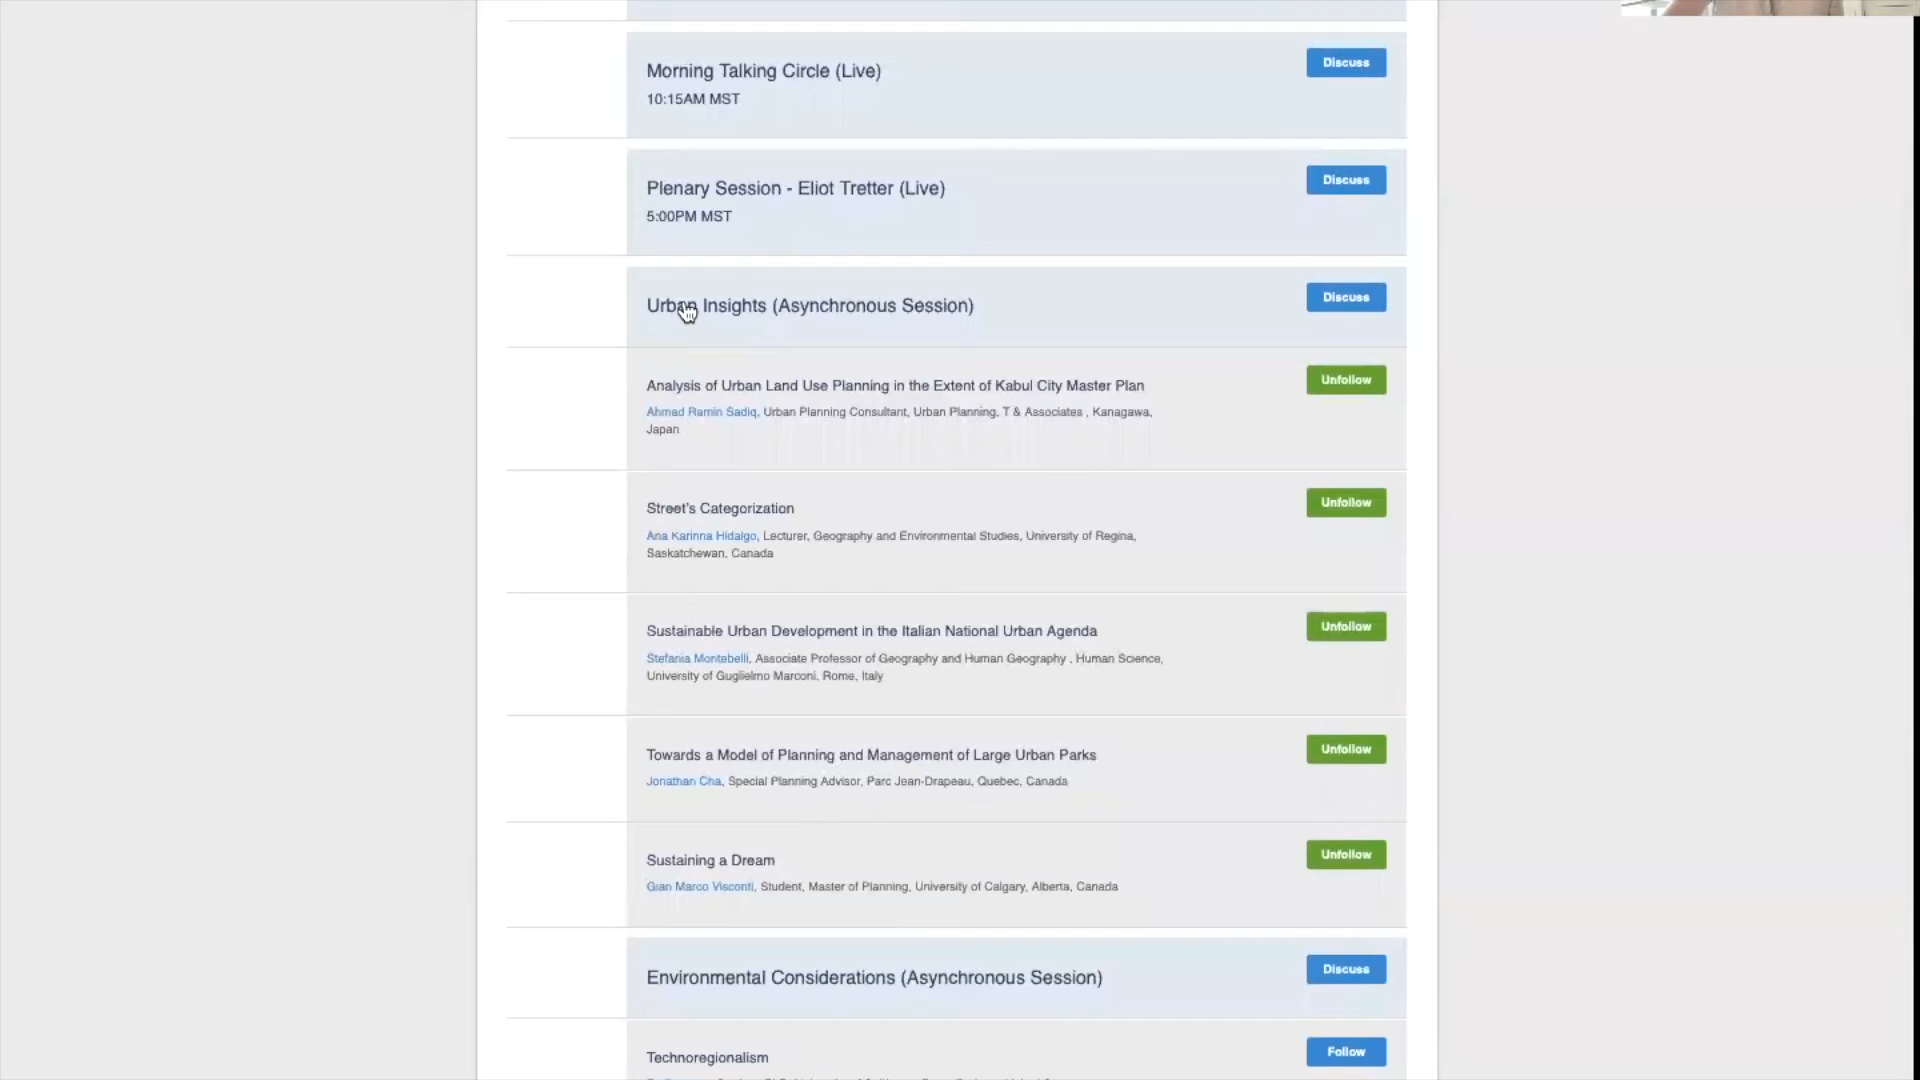 Morning Talking Circle (Live)
Discuss
10:15AM MST
Plenary Session - Eliot Tretter (Live)
Discuss
5:00PM MST
Urban Insights (Asynchronous Session)
Discuss
Analysis of Urban Land Use Planning in the Extent of Kabul City Master Plan
Unfollow
Ahmad Ramin Sadiq, Urban Planning Consultant, Urban Planning, T & Associates , Kanagawa,
Japan
Street's Categorization
Unfollow
Ana Karinna Hidalgo, Lecturer, Geography and Environmental Studies, University of Regina,
Saskatchewan, Canada
Sustainable Urban Development in the Italian National Urban Agenda
Unfollow
Stefania Montebelli, Associate Professor of Geography and Human Geography , Human Science,
University of Guglielmo Marconi, Rome, Italy
Towards a Model of Planning and Management of Large Urban Parks
Unfollow
Jonathan Cha, Special Planning Advisor, Parc Jean-Drapeau, Quebec, Canada
Sustaining a Dream
Unfollow
Gian Marco Visconti, Student, Master of Planning, University of Calgary, Alberta, Canada
Environmental Considerations (Asynchronous Session)
Discuss
Technoregionalism
Follow